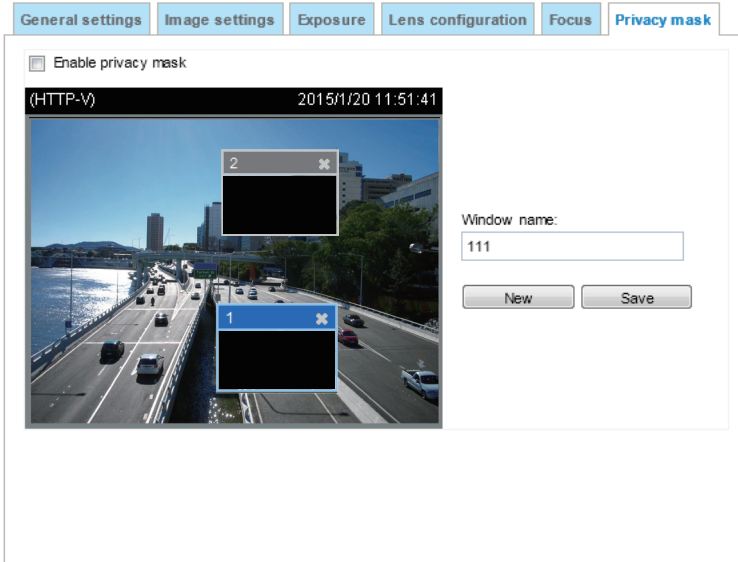 General settings Image settings Exposure Lens configuration Focus Privacy mask
Enable privacy mask
(HTTP-V) 2015/1/20 11:51:41
2
Window name:
111
New Save
1